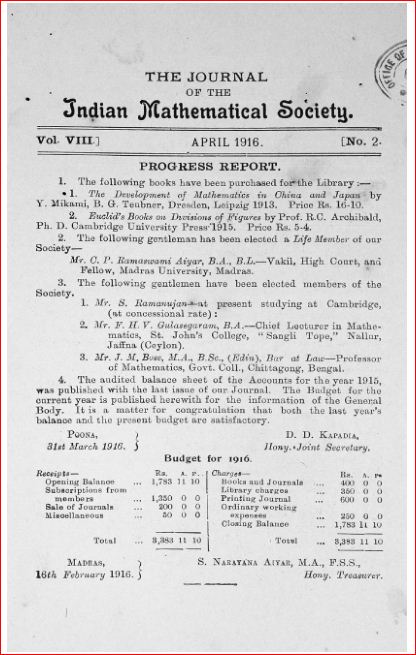 OFFICE OF
THE JOURNAL
OF THE
Indian Mathematical Society.
Vol. VIII.] APRIL 1916. [No. 2.
PROGRESS REPORT.
1. The following books have been purchased for the Library :—
1. The Development of Mathematics in China and Japan by
Y. Mikami, B. G. Teubner, Dresden, Leipzig 1913. Price Rs. 16-10.
2. Euclid's Books on Divisions of Figures by Prof. R.C. Archibald,
Ph. D. Cambridge University Press 1915. Price Rs. 5-4.
2. The following gentleman has been elected a Life Member of our
Society—
Mr. C. P. Ramaswami Aiyar, B.A., B.L.—Vakil, High Court, and
Fellow, Madras University, Madras.
3. The following gentlemen have been elected members of the
Society.
1. Mr. S. Ramanujan—at present studying at Cambridge,
(at concessional rate) :
2. Mr. F. H. V. Gulasegaram, B.A.—Chief Lecturer in Mathe-
matics, St. John's College, "Sangli Tope," Nallur,
Jaffna (Ceylon).
3. Mr. J. M. Bose, M.A., B.Sc., (Edin), Bar at Law—Professor
of Mathematics, Govt. Coll., Chittagong, Bengal.
4. The audited balance sheet of the Accounts for the year 1915,
was published with the last issue of our Journal. The Budget for the
current year is published herewith for the information of the General
Body. It is a matter for congratulation that both the last year's
balance and the present budget are satisfactory.
POONA, } D. D. KAPADIA,
31st March 1916. } Hony. Joint Secretary.
Budget for 1916.
Receipts— Rs. A. P. Charges— Rs. A. Ps
Opening Balance ... 1,783 11 10 Books and Journals ... 400 0 0
Subscriptions from Library charges ... 350 0 0
members ... 1,350 0 0 Printing Journal ... 600 0 0
Sale of Journals ... 200 0 0 Ordinary working
Miscellaneous ... 50 0 0 expenses ... 250 0 0
Closing Balance ... 1,783 11 10
Total ... 3,383 11 10 Total ... 3,383 11 10
MADRAS, } S. NARAYANA AIYAR, M.A., F.S.S.,
16th February 1916. } Hony. Treasurer.